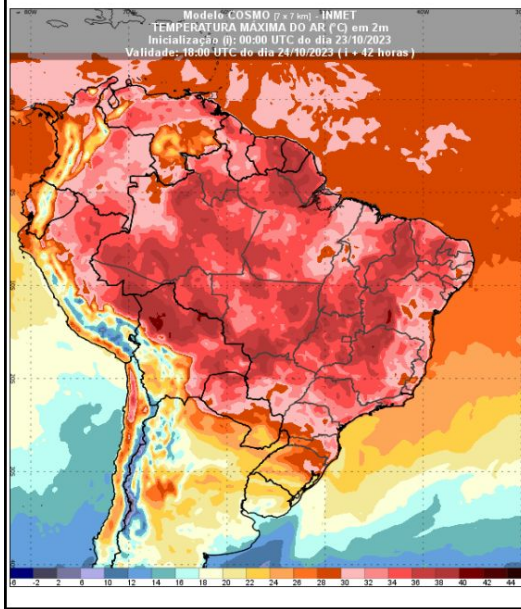 Modelo COSMO [7 x 7 km] - INMET
TEMPERATURA MÁXIMA DO AR (°C) em 2m
Inicialização (i): 00:00 UTC do dia 23/10/2023
Validade: 18:00 UTC do dia 24/10/2023 ( i + 42 horas )
-6 -2 2 6 10 12 14 16 18 20 22 24 26 28 30 32 34 36 38 40 42 44